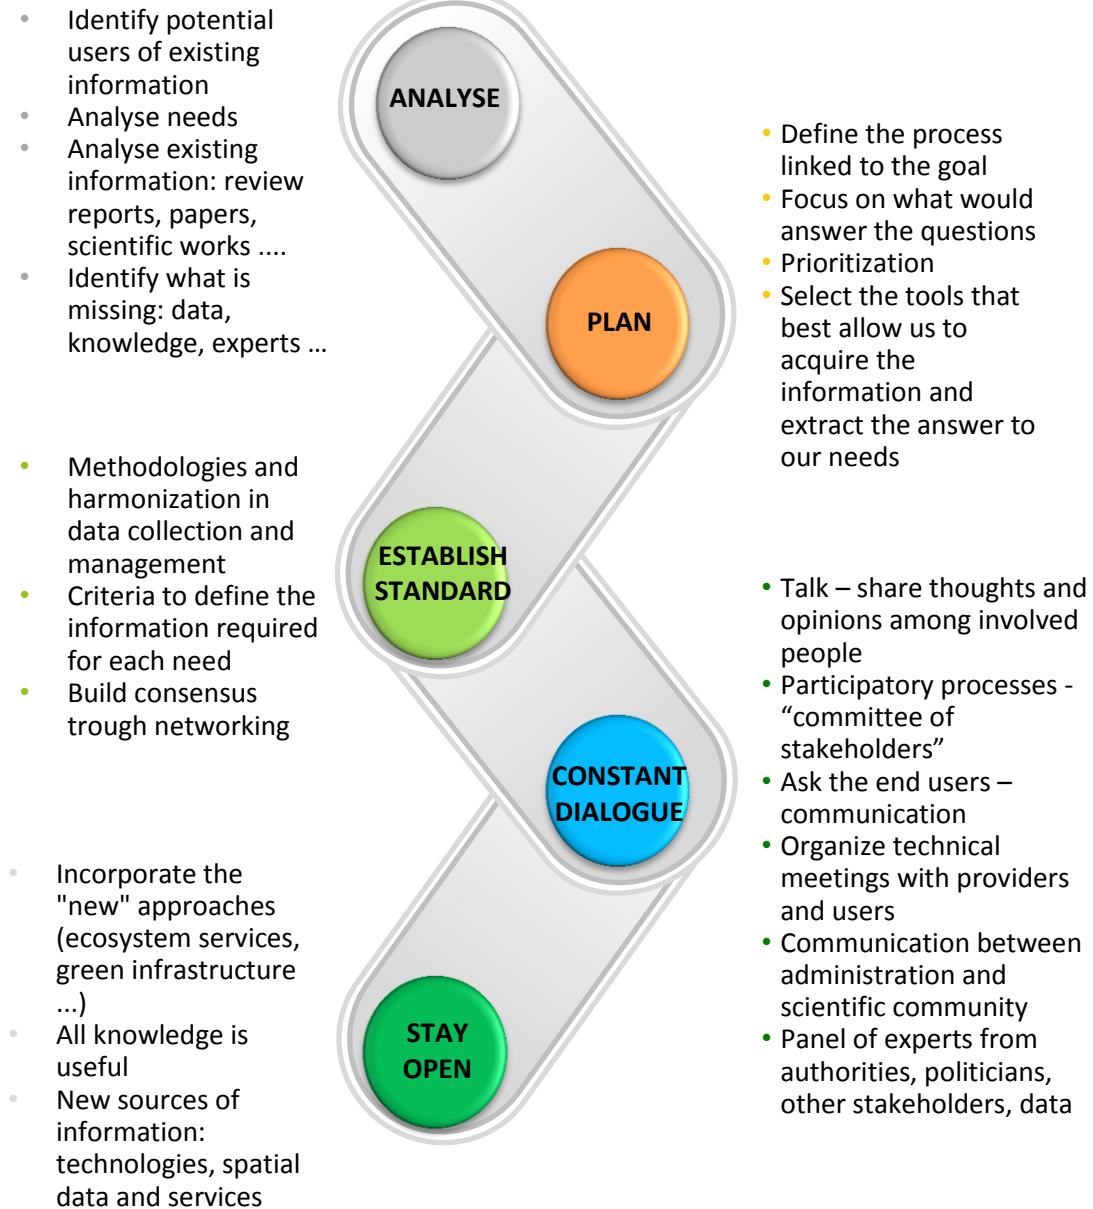 • Identify potential
users of existing
information
• Analyse needs
• Analyse existing
information: review
reports, papers,
scientific works ....
• Identify what is
missing: data,
knowledge, experts …
ANALYSE
PLAN
• Define the process
linked to the goal
• Focus on what would
answer the questions
• Prioritization
• Select the tools that
best allow us to
acquire the
information and
extract the answer to
our needs
• Methodologies and
harmonization in
data collection and
management
• Criteria to define the
information required
for each need
• Build consensus
trough networking
ESTABLISH
STANDARD
CONSTANT
DIALOGUE
• Talk – share thoughts and
opinions among involved
people
• Participatory processes -
“committee of
stakeholders”
• Ask the end users –
communication
• Organize technical
meetings with providers
and users
• Communication between
administration and
scientific community
• Panel of experts from
authorities, politicians,
other stakeholders, data
• Incorporate the
"new" approaches
(ecosystem services,
green infrastructure
...)
• All knowledge is
useful
• New sources of
information:
technologies, spatial
data and services
STAY
OPEN